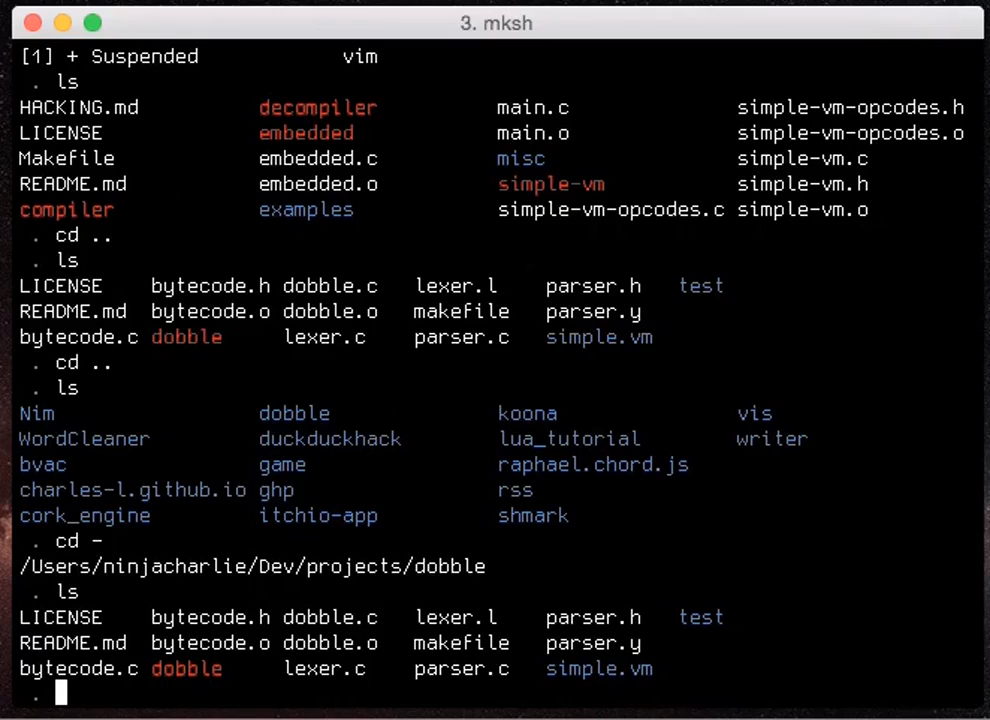 3. mksh
[1] + Suspended vim
. ls
HACKING.md decompiler main.c simple-vm-opcodes.h
LICENSE embedded main.o simple-vm-opcodes.o
Makefile embedded.c misc simple-vm.c
README.md embedded.o simple-vm simple-vm.h
compiler examples simple-vm-opcodes.c simple-vm.o
. cd ..
. ls
LICENSE bytecode.h dobble.c lexer.l parser.h test
README.md bytecode.o dobble.o makefile parser.y
bytecode.c dobble lexer.c parser.c simple.vm
. cd ..
. ls
Nim dobble koona vis
WordCleaner duckduckhack lua_tutorial writer
bvac game raphael.chord.js
charles-l.github.io ghp rss
cork_engine itchio-app shmark
. cd -
/Users/ninjacharlie/Dev/projects/dobble
. ls
LICENSE bytecode.h dobble.c lexer.l parser.h test
README.md bytecode.o dobble.o makefile parser.y
bytecode.c dobble lexer.c parser.c simple.vm
.